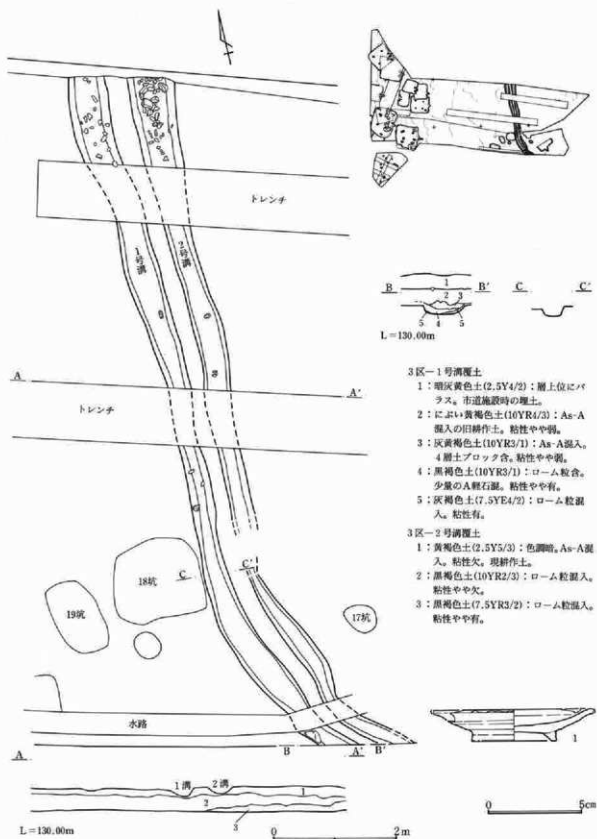 トレンチ
1号溝
2号溝
A
A′
トレンチ
18坑
C
C′
19坑
17坑
水路
A
B
A′
B′
1溝
2溝
1
2
3
L=130.00m
0
2m
B
1
B′
2
3
5
4
5
L=130.00m
C
C′
3区-1号溝覆土
1:暗灰黄色土(2.5Y4/2):層上位にバ
ラス。市道施設時の埋土。
2:にぶい黄褐色土(10YR4/3):As-A
混入の旧耕作土。粘性やや弱。
3:灰黄褐色土(10YR3/1):As-A混入。
4層土ブロック含。粘性やや弱。
4:黒褐色土(10YR3/1):ローム粒含。
少量のA軽石混。粘性やや有。
5:灰褐色土(7.5YE4/2):ローム粒混
入。粘性有。
3区-2号溝覆土
1:黄褐色土(2.5Y5/3):色調暗。As-A混
入。粘性欠。現耕作土。
2:黒褐色土(10YR2/3):ローム粒混入。
粘性やや欠。
3:黒褐色土(7.5YR3/2):ローム粒混入。
粘性やや有。
1
0
5cm